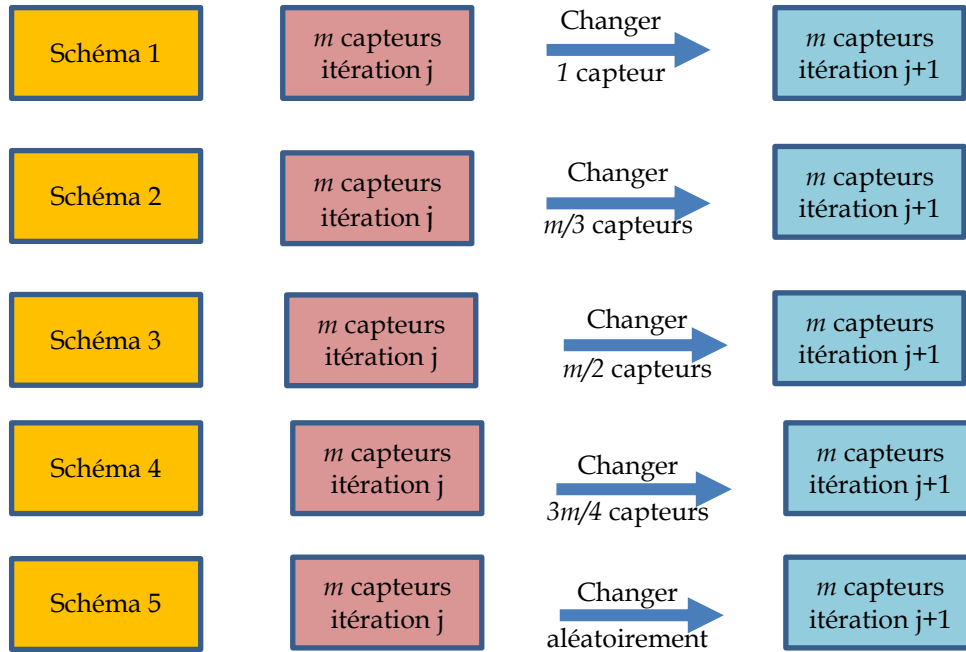 Schéma 1
m capteurs
itération j
Changer
1 capteur
m capteurs
itération j+1
Schéma 2
m capteurs
itération j
Changer
m/3 capteurs
m capteurs
itération j+1
Schéma 3
m capteurs
itération j
Changer
m/2 capteurs
m capteurs
itération j+1
Schéma 4
m capteurs
itération j
Changer
3m/4 capteurs
m capteurs
itération j+1
Schéma 5
m capteurs
itération j
Changer
aléatoirement
m capteurs
itération j+1